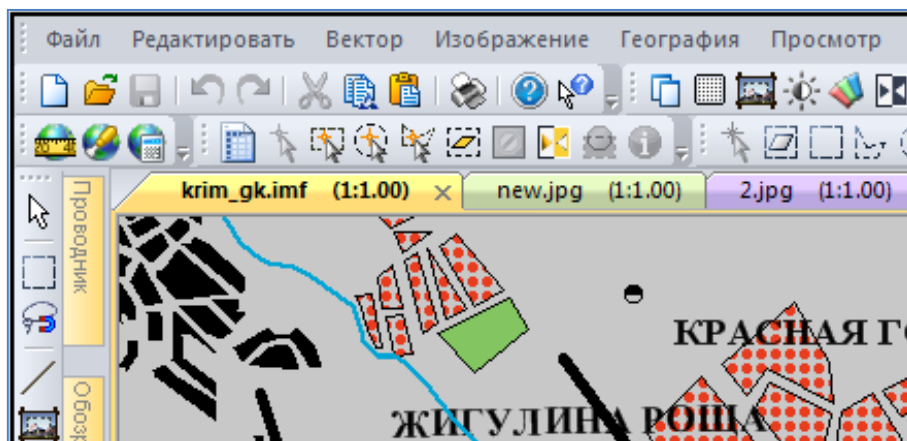 Файл Редактировать Вектор Изображение География Просмотр
krim_gk.imf (1:1.00) new.jpg (1:1.00) 2.jpg (1:1.00)
Проводник
КРАСНАЯ
ЖИГУЛИНА РОЩА